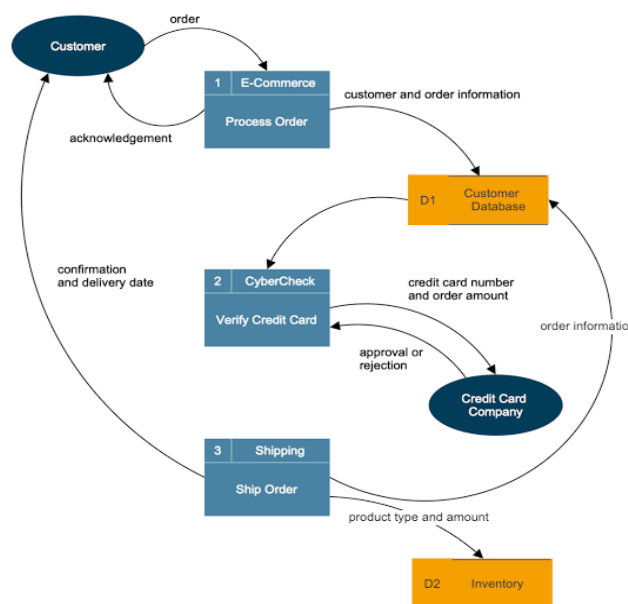 order
Customer
1 E-Commerce
Process Order
customer and order information
acknowledgement
D1 Customer
Database
confirmation
and delivery date
2 CyberCheck
Verify Credit Card
credit card number
and order amount
order informatio
approval or
rejection
Credit Card
Company
3 Shipping
Ship Order
product type and amount
D2 Inventory